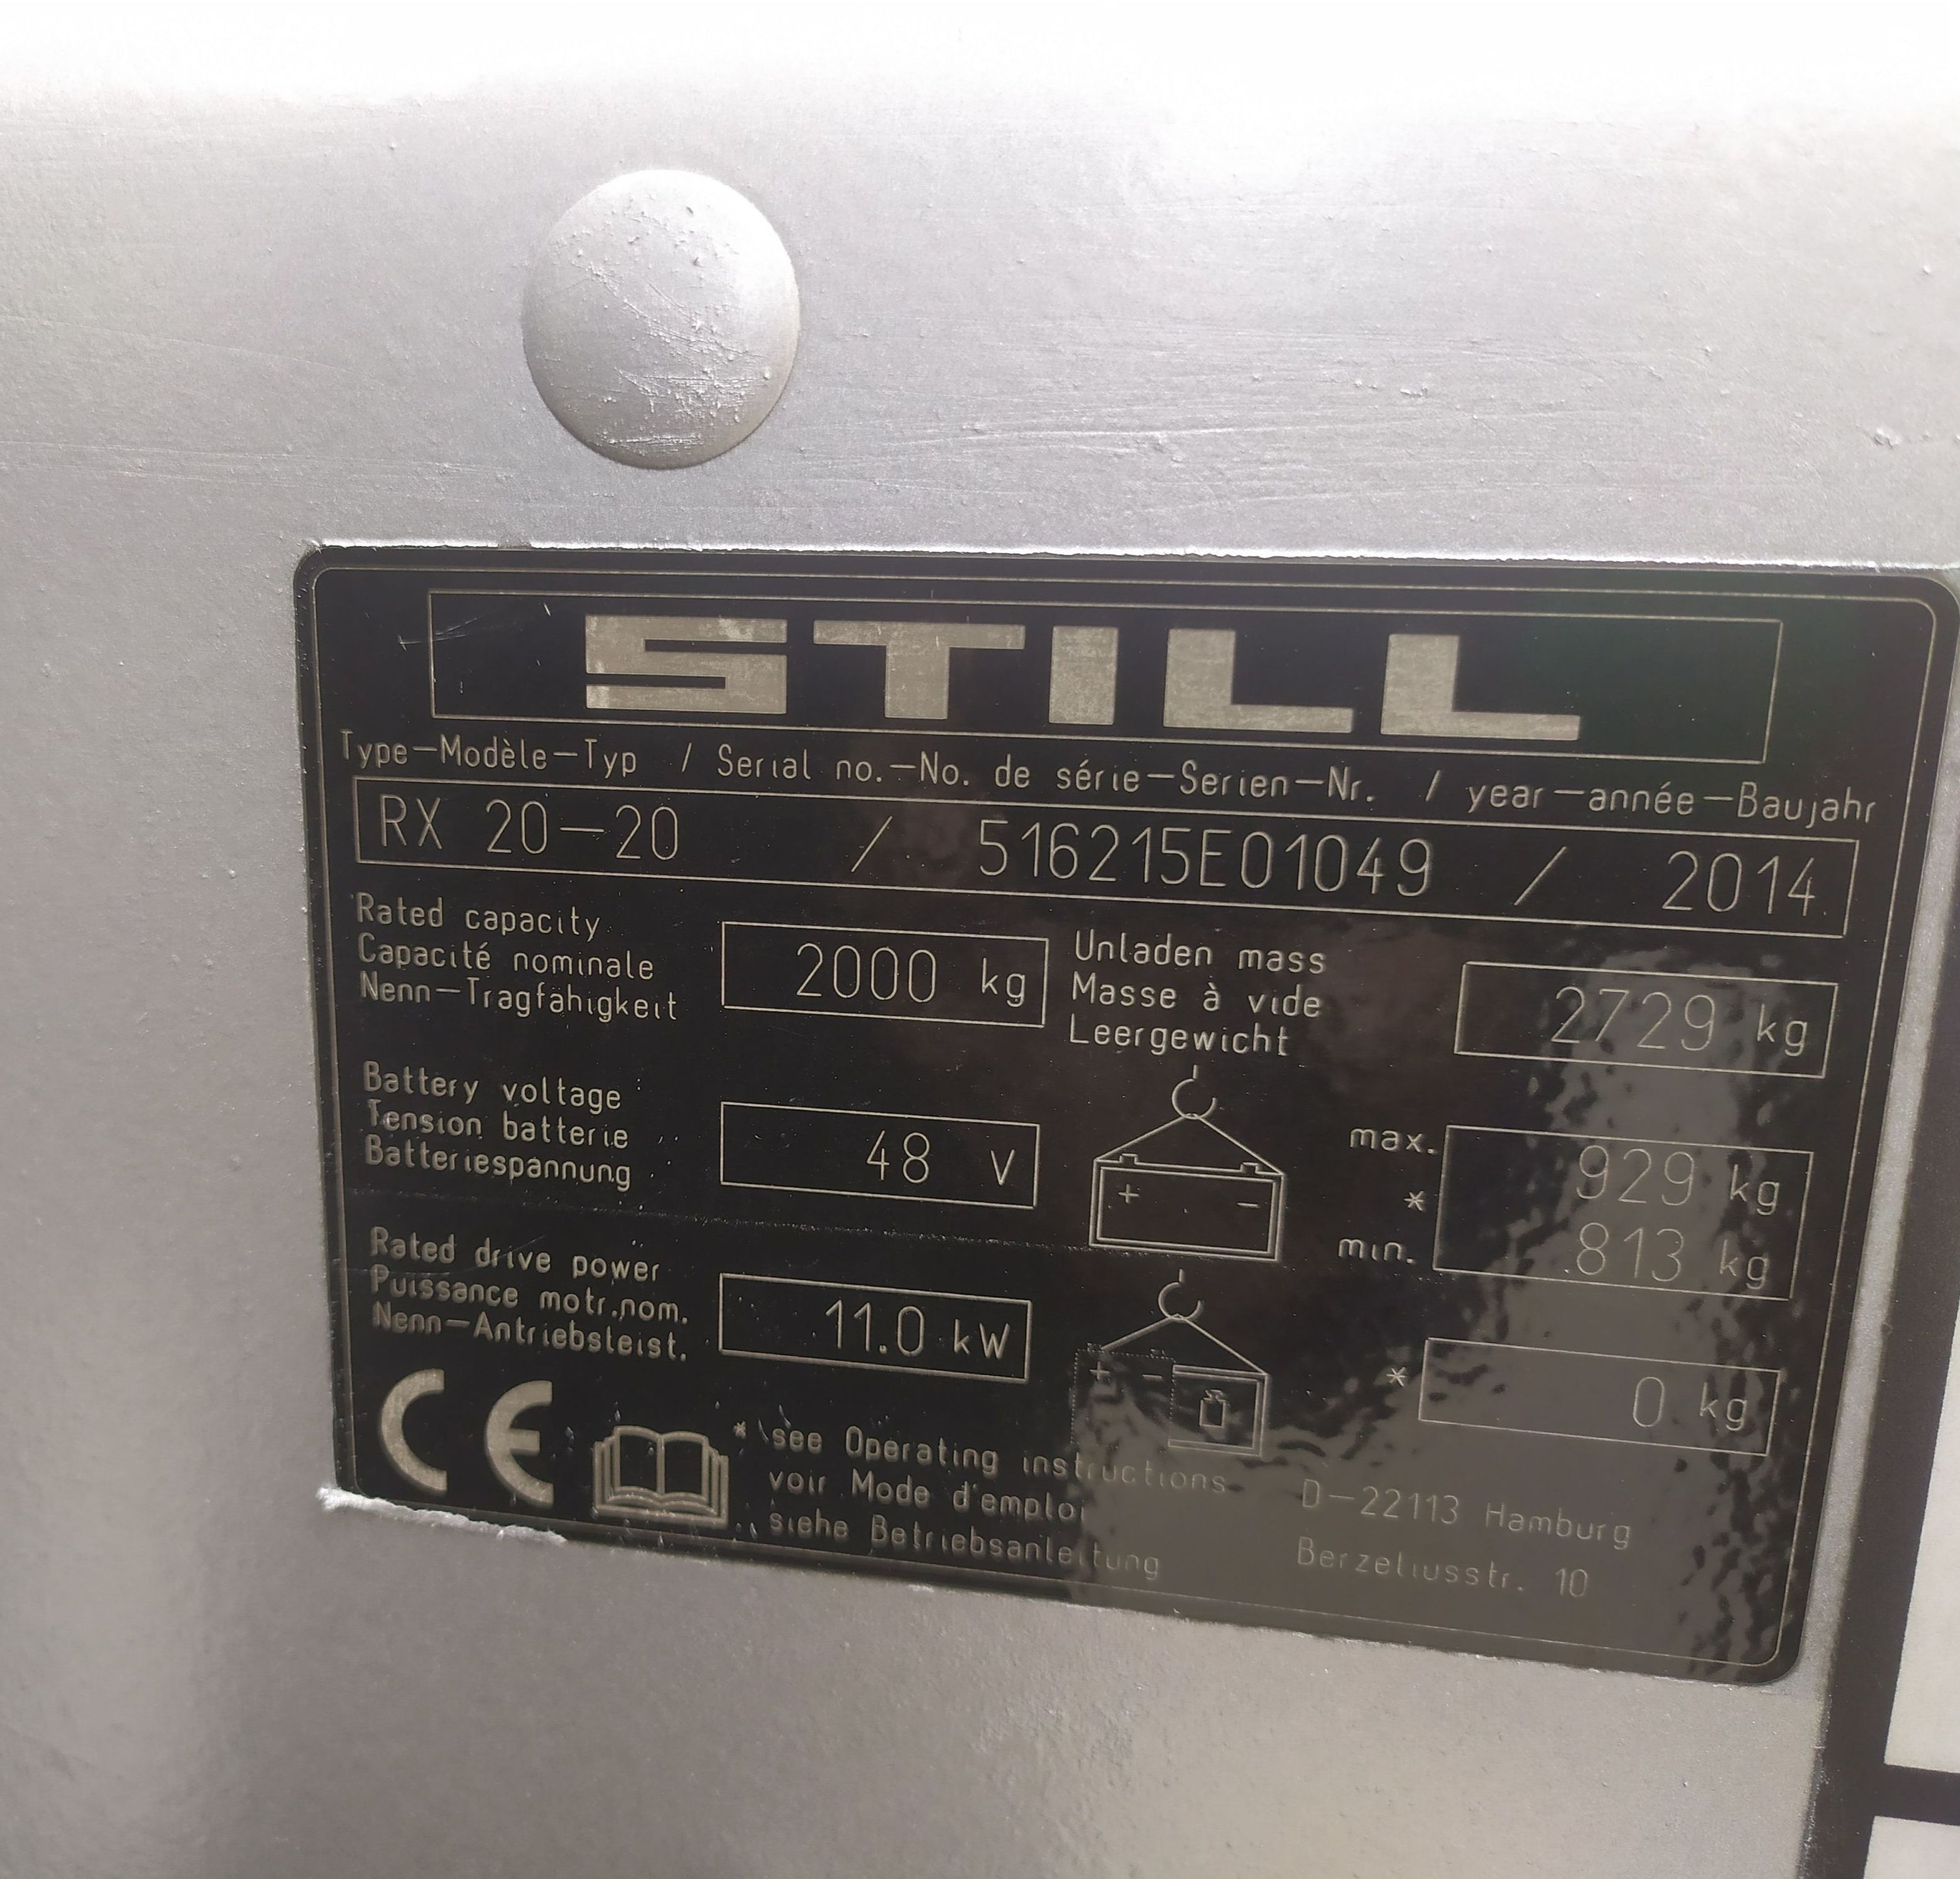 STILL
Type-Modèle-Typ / Serial no.-No. de série-Serien-Nr. / year-année-Baujahr
RX 20-20 / 516215E01049 / 2014
Rated capacity
Capacité nominale
Nenn-Tragfähigkeit
2000 kg
Unladen mass
Masse à vide
Leergewicht
2729 kg
Battery voltage
Tension batterie
Batteriespannung
48 V
+ -
max. 929 kg
*
min. 813 kg
Rated drive power
Puissance motr.nom.
Nenn-Antriebsleist.
11.0 kW
+ -
* 0 kg
CE
* see Operating instructions
voir Mode d'emploi
siehe Betriebsanleitung
D-22113 Hamburg
Berzeliusstr. 10